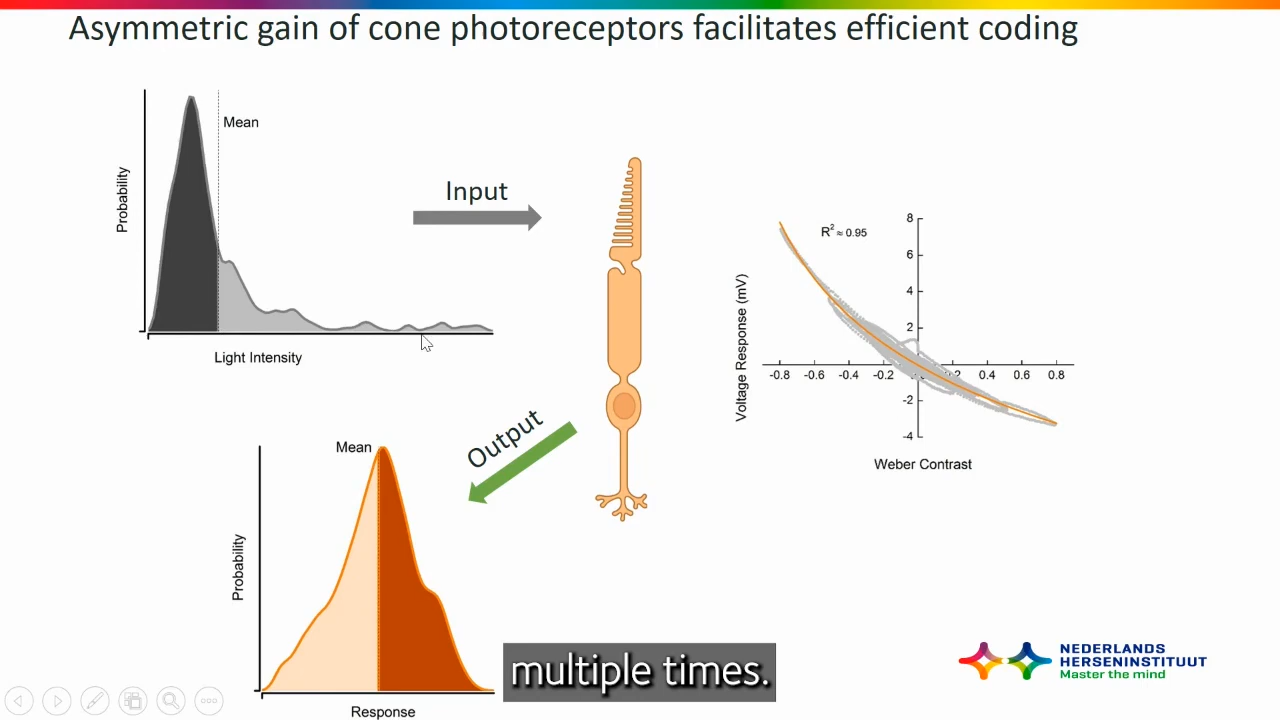 Asymmetric gain of cone photoreceptors facilitates efficient coding
Mean
Probability
Light Intensity
Input
R² ≈ 0.95
8
6
4
2
-2
-4
-0.8 -0.6 -0.4 -0.2 0.4 0.6 0.8
Voltage Response (mV)
Weber Contrast
Output
Mean
Probability
Response
multiple times.
NEDERLANDS
HERSENINSTITUUT
Master the mind